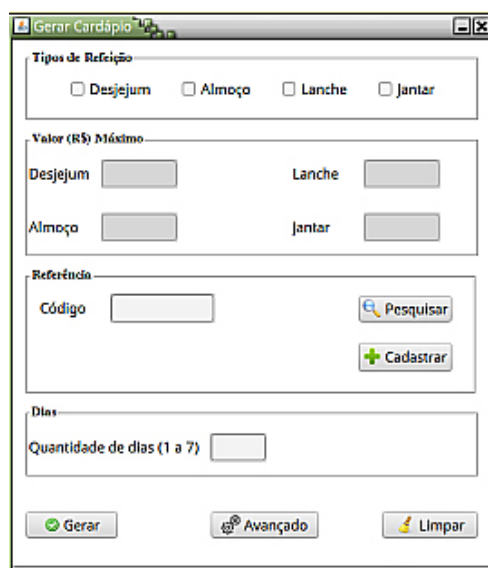 Gerar Cardápio
Tipos de Refeição
Desjejum Almoço Lanche Jantar
Valor (R$) Máximo
Desjejum Lanche
Almoço Jantar
Referência
Código Pesquisar
Cadastrar
Dias
Quantidade de dias (1 a 7)
Gerar Avançado Limpar